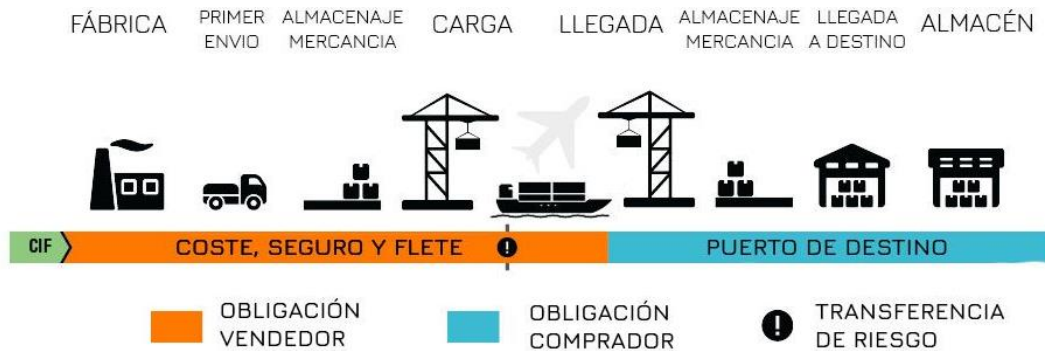 FÁBRICA
PRIMER
ENVIO
ALMACENAJE
MERCANCIA
CARGA
LLEGADA
ALMACENAJE
MERCANCIA
LLEGADA
A DESTINO
ALMACÉN
CIF
COSTE, SEGURO Y FLETE
PUERTO DE DESTINO
OBLIGACIÓN
VENDEDOR
OBLIGACIÓN
COMPRADOR
TRANSFERENCIA
DE RIESGO